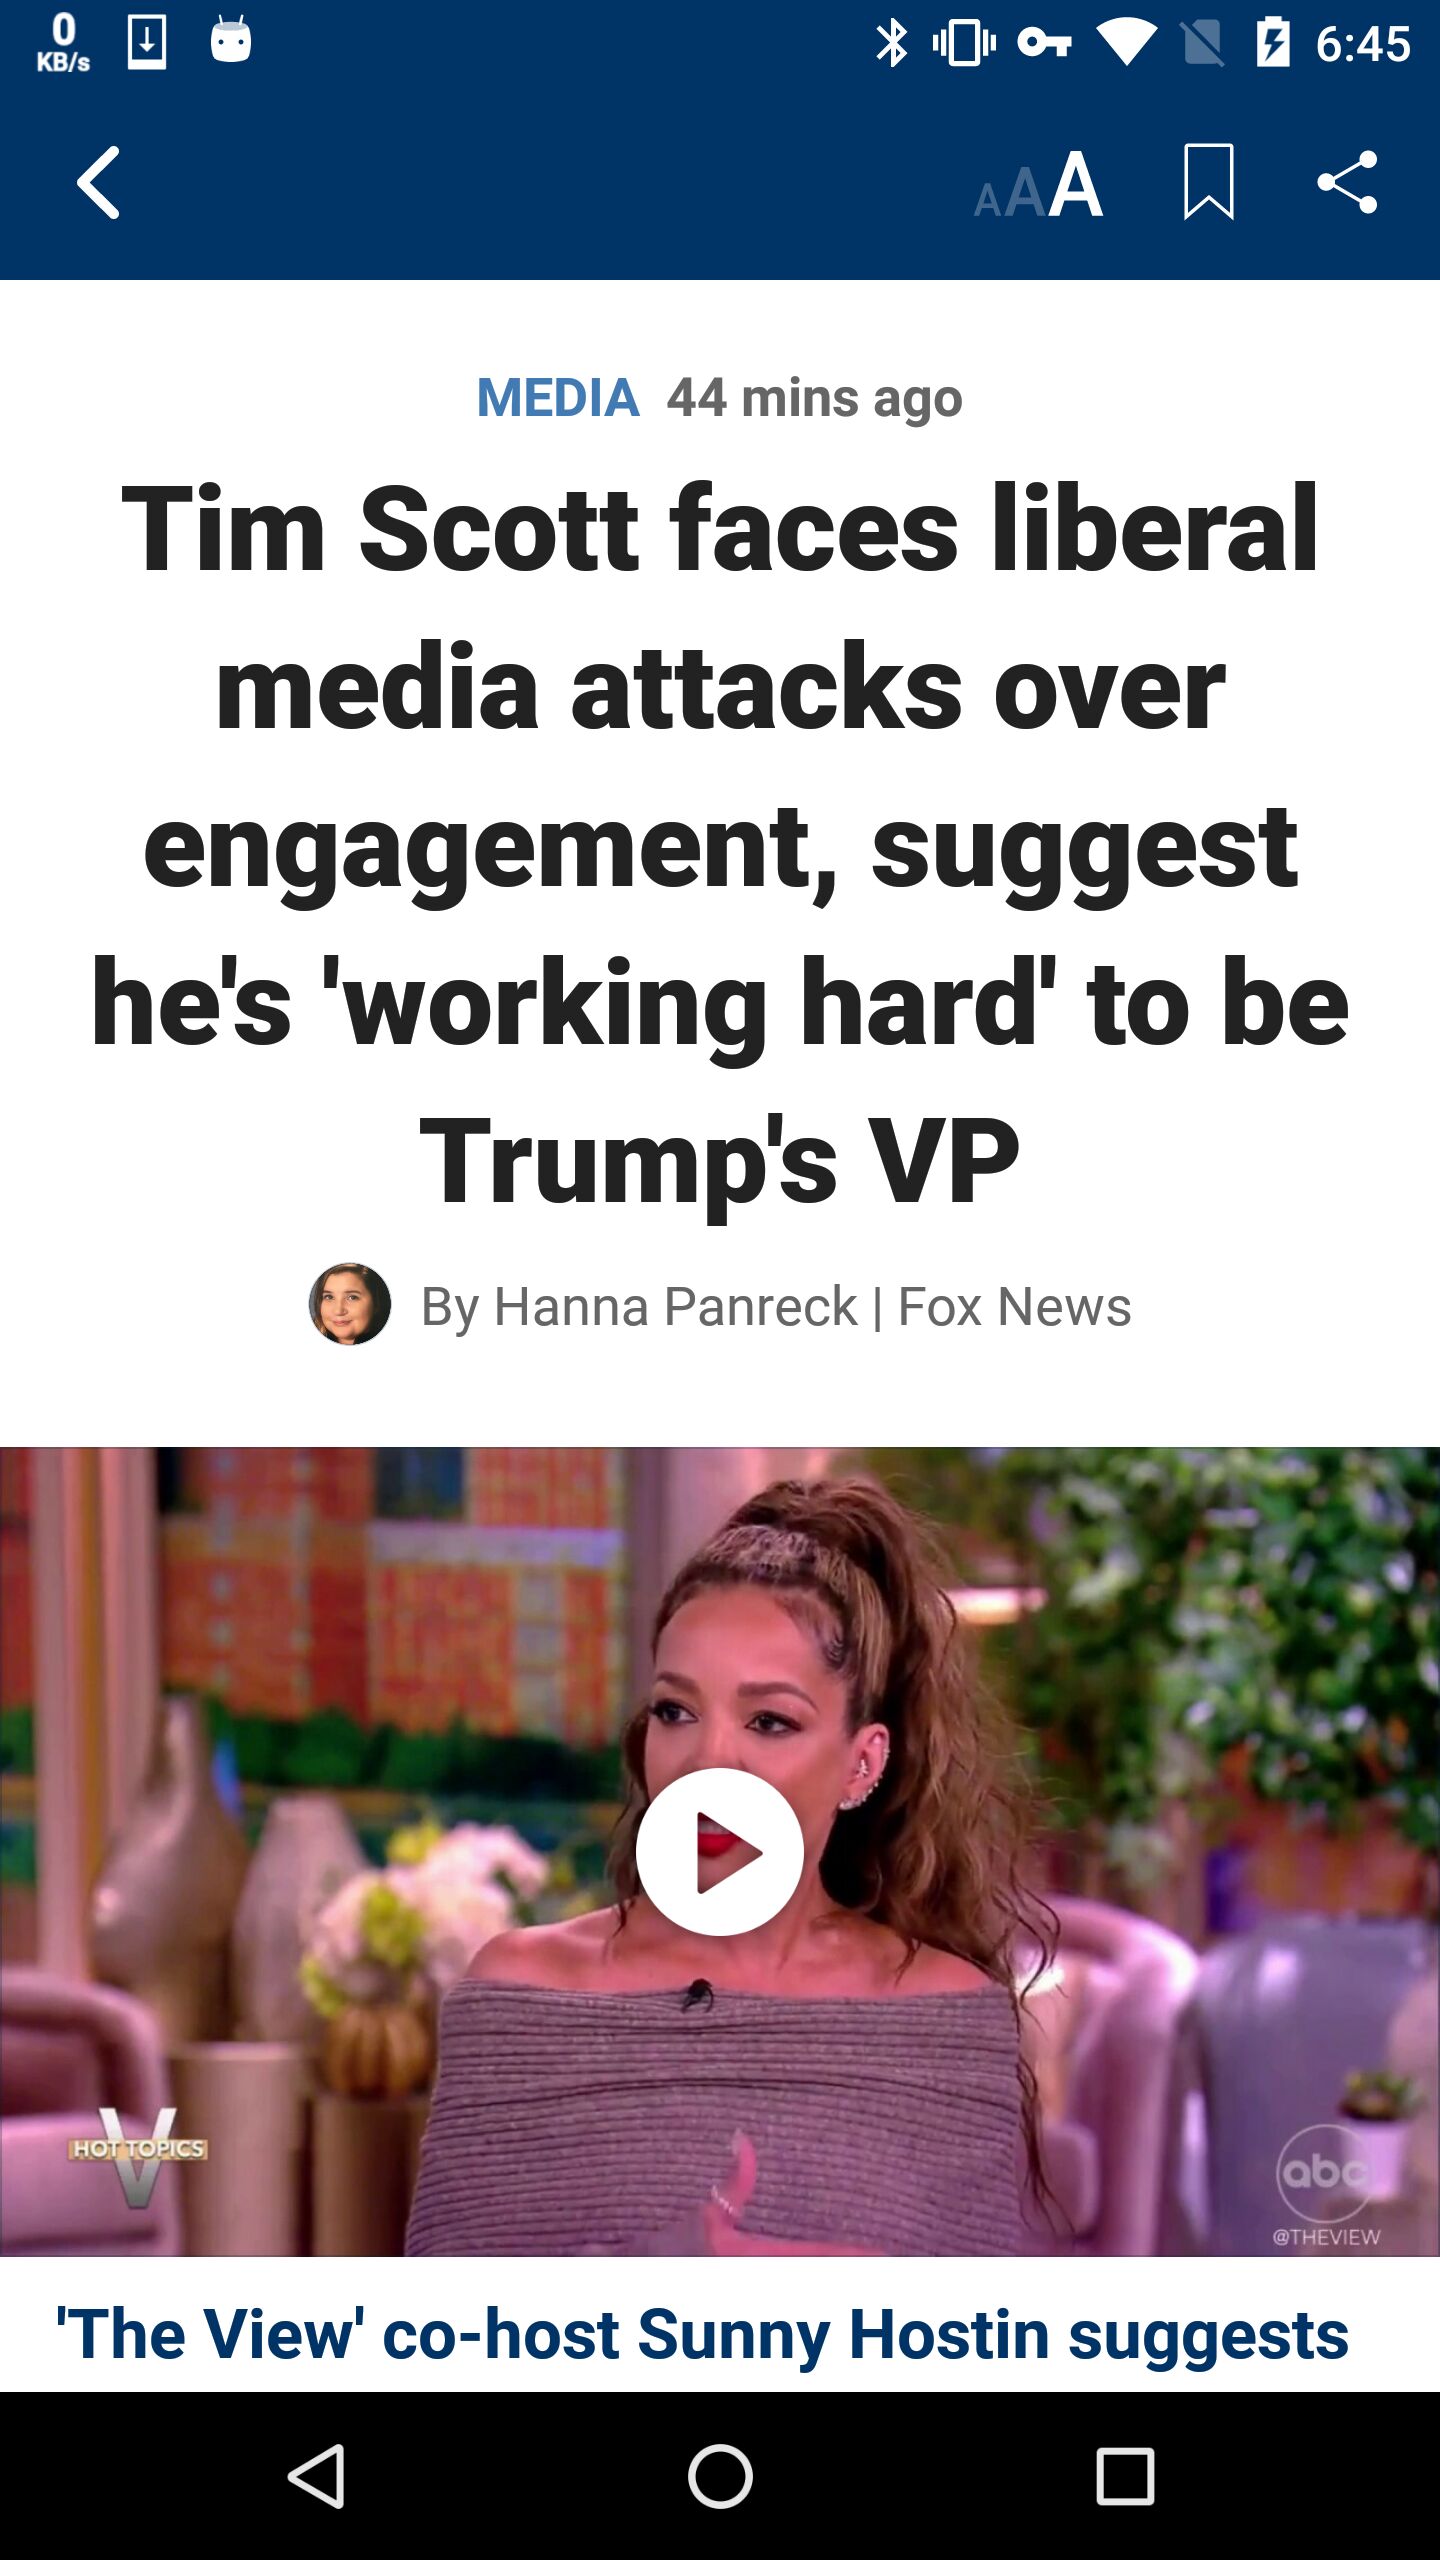 0
KB/s
6:45
AAA
MEDIA 44 mins ago
Tim Scott faces liberal
media attacks over
engagement, suggest
he's 'working hard' to be
Trump's VP
By Hanna Panreck | Fox News
V
HOT TOPICS
abc
@THEVIEW
'The View' co-host Sunny Hostin suggests